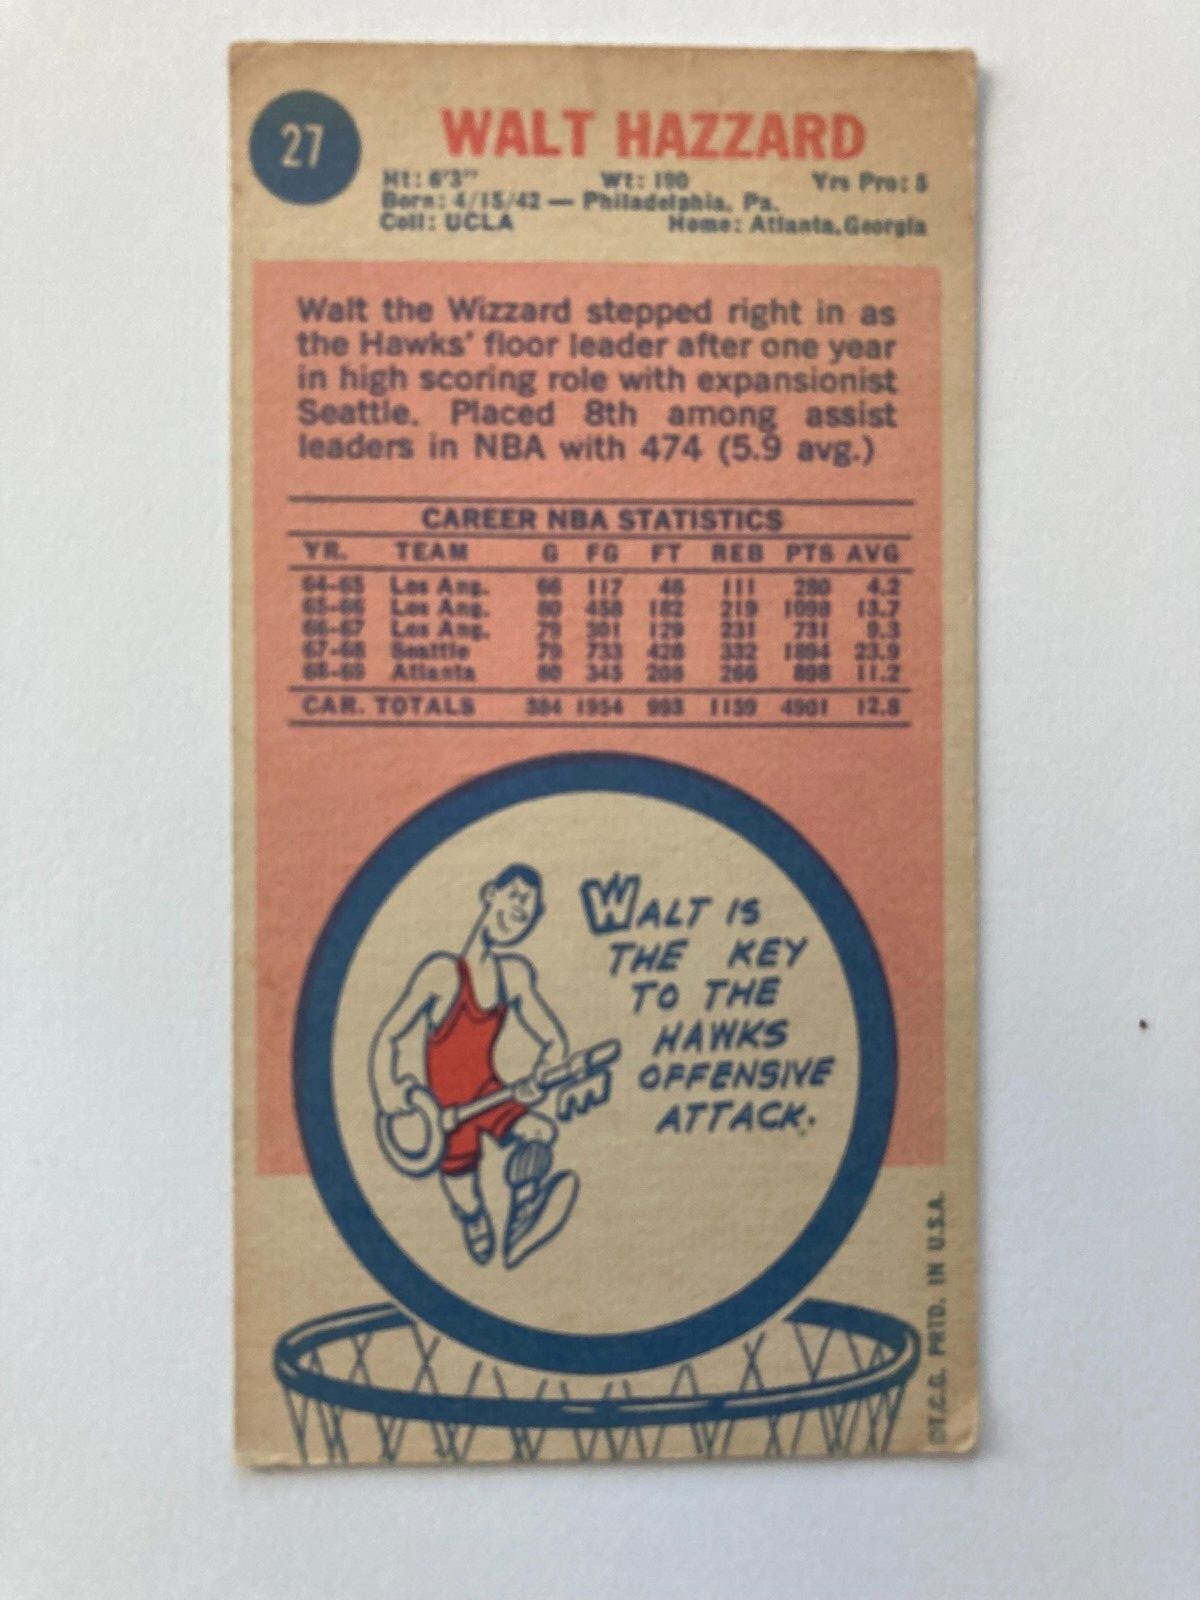 27
WALT HAZZARD
Ht: 6'3" Wt: 190 Yrs Pro: 5
Born: 4/15/42 — Philadelphia, Pa.
Coll: UCLA Home: Atlanta, Georgia
Walt the Wizzard stepped right in as
the Hawks' floor leader after one year
in high scoring role with expansionist
Seattle. Placed 8th among assist
leaders in NBA with 474 (5.9 avg.)
CAREER NBA STATISTICS
YR. TEAM G FG FT REB PTS AVG
64-65 Los Ang. 66 117 46 111 280 4.2
65-66 Los Ang. 80 458 182 219 1098 13.7
66-67 Los Ang. 79 301 129 231 731 9.3
67-68 Seattle 79 733 428 332 1894 23.9
68-69 Atlanta 80 345 208 266 898 11.2
CAR. TOTALS 384 1954 993 1159 4901 12.8
WALT IS
THE KEY
TO THE
HAWKS
OFFENSIVE
ATTACK.
©T.C.G. PRTD. IN U.S.A.